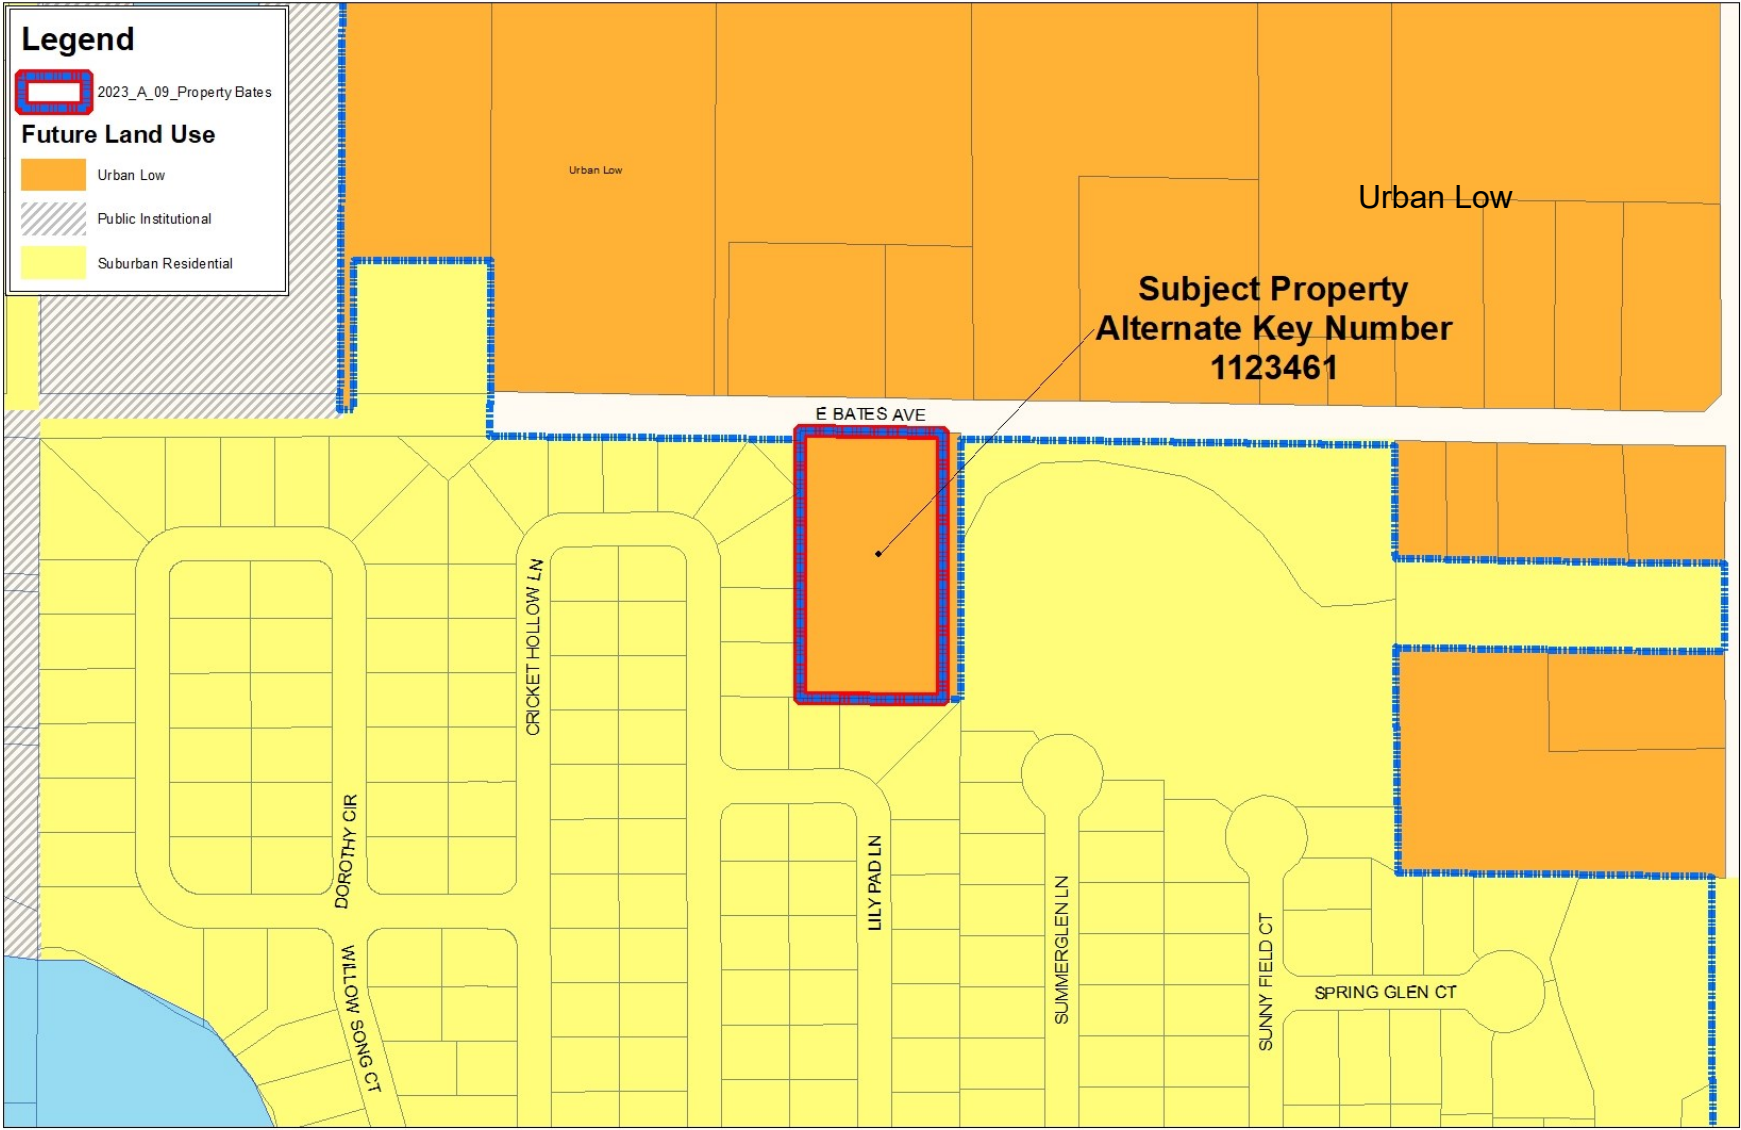 Legend
2023_A_09_Property Bates
Future Land Use
Urban Low
Public Institutional
Suburban Residential
Urban Low
Urban Low
Subject Property
Alternate Key Number
1123461
E BATES AVE
CRICKET HOLLOW LN
DOROTHY CIR
LILY PAD LN
SUMMERGLEN LN
SUNNY FIELD CT
SPRING GLEN CT
WILLOW SONG CT